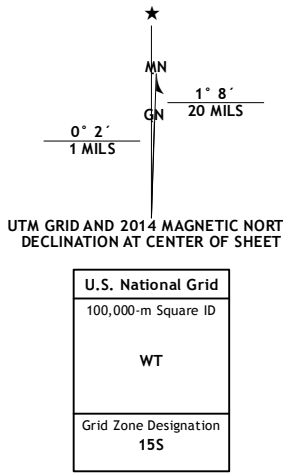 ★
MN
1° 8´
GN
20 MILS
0° 2´
1 MILS
UTM GRID AND 2014 MAGNETIC NORT
DECLINATION AT CENTER OF SHEET
U.S. National Grid
100,000-m Square ID
WT
Grid Zone Designation
15S